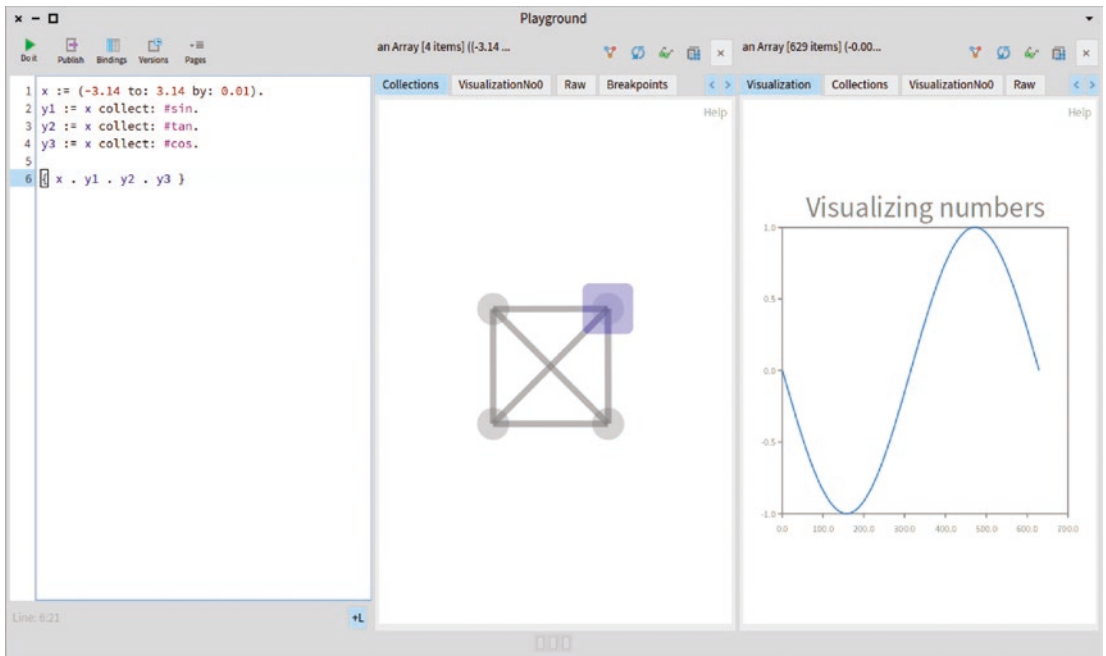 Playground
Do it
Publish
Bindings
Versions
Pages
1 x := (-3.14 to: 3.14 by: 0.01).
2 y1 := x collect: #sin.
3 y2 := x collect: #tan.
4 y3 := x collect: #cos.
5
6 { x . y1 . y2 . y3 }
Line: 6:21
+L
an Array [4 items] ((-3.14 ...
Collections VisualizationNo0 Raw Breakpoints
Help
an Array [629 items] (-0.00...
Visualization Collections VisualizationNo0 Raw
Help
Visualizing numbers
1.0
0.5
0.0
-0.5
-1.0
0.0 100.0 200.0 300.0 400.0 500.0 600.0 700.0